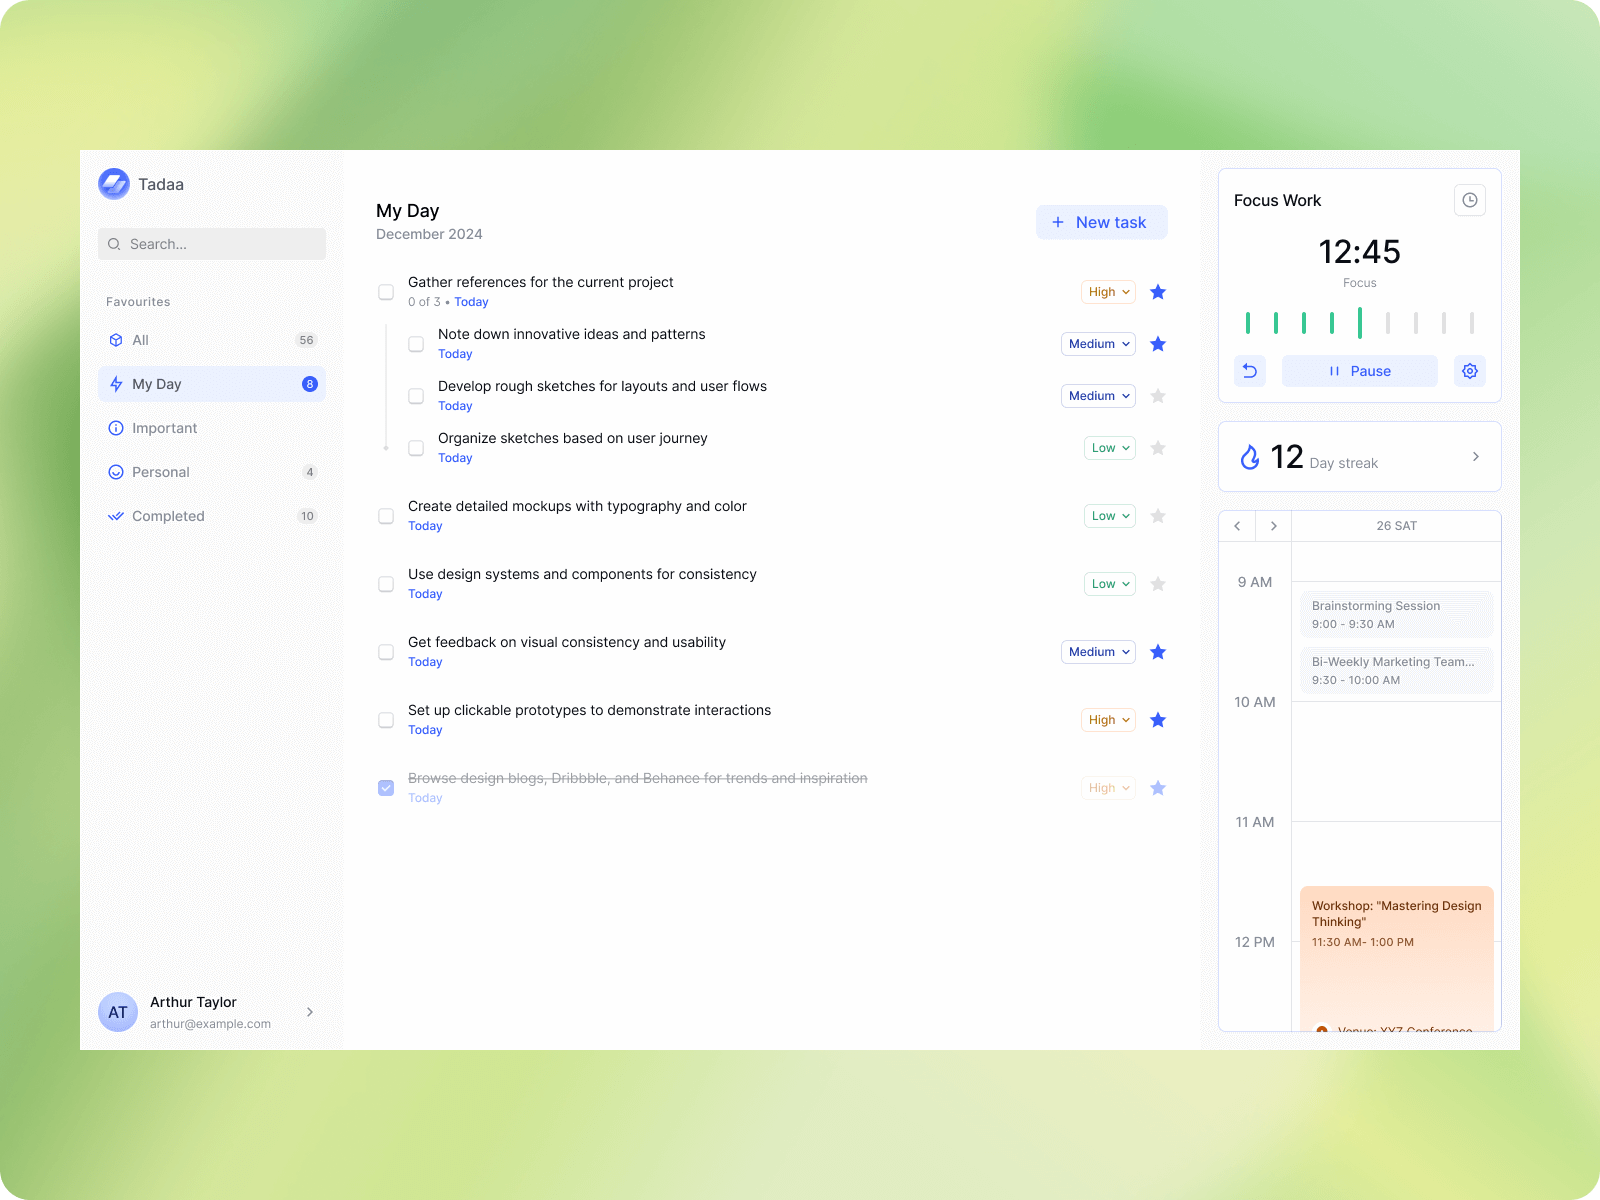 Tadaa
Search...
Favourites
All 56
My Day 8
Important
Personal 4
Completed 10
AT
Arthur Taylor
arthur@example.com
My Day
December 2024
+ New task
Gather references for the current project
0 of 3 • Today
High
Note down innovative ideas and patterns
Today
Medium
Develop rough sketches for layouts and user flows
Today
Medium
Organize sketches based on user journey
Today
Low
Create detailed mockups with typography and color
Today
Low
Use design systems and components for consistency
Today
Low
Get feedback on visual consistency and usability
Today
Medium
Set up clickable prototypes to demonstrate interactions
Today
High
Browse design blogs, Dribbble, and Behance for trends and inspiration
Today
High
Focus Work
12:45
Focus
Pause
12 Day streak
26 SAT
9 AM
Brainstorming Session
9:00 - 9:30 AM
Bi-Weekly Marketing Team...
9:30 - 10:00 AM
10 AM
11 AM
Workshop: "Mastering Design
Thinking"
11:30 AM- 1:00 PM
12 PM
Venue: XYZ Conference